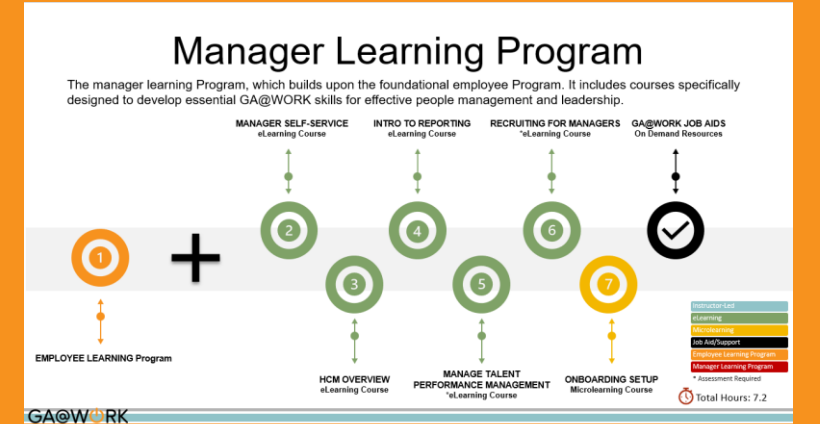 Manager Learning Program
The manager learning Program, which builds upon the foundational employee Program. It includes courses specifically
designed to develop essential GA@WORK skills for effective people management and leadership.
MANAGER SELF-SERVICE
eLearning Course
INTRO TO REPORTING
eLearning Course
RECRUITING FOR MANAGERS
*eLearning Course
GA@WORK JOB AIDS
On Demand Resources
1
2
3
4
5
6
7
EMPLOYEE LEARNING Program
HCM OVERVIEW
eLearning Course
MANAGE TALENT
PERFORMANCE MANAGEMENT
*eLearning Course
ONBOARDING SETUP
Microlearning Course
Instructor-Led
eLearning
Microlearning
Job Aid/Support
Employee Learning Program
Manager Learning Program
* Assessment Required
Total Hours: 7.2
GA@WORK